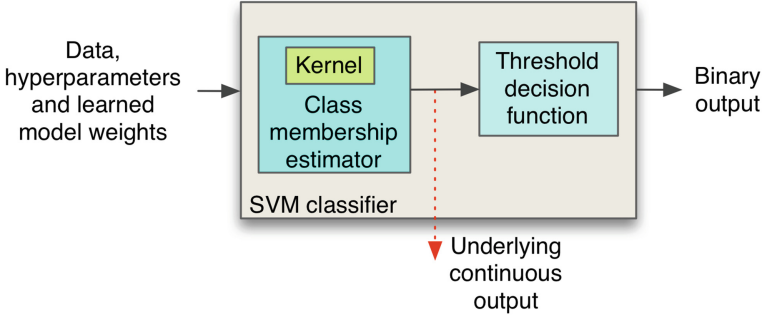 Data,
hyperparameters
and learned
model weights
Kernel
Class
membership
estimator
Threshold
decision
function
Binary
output
SVM classifier
Underlying
continuous
output